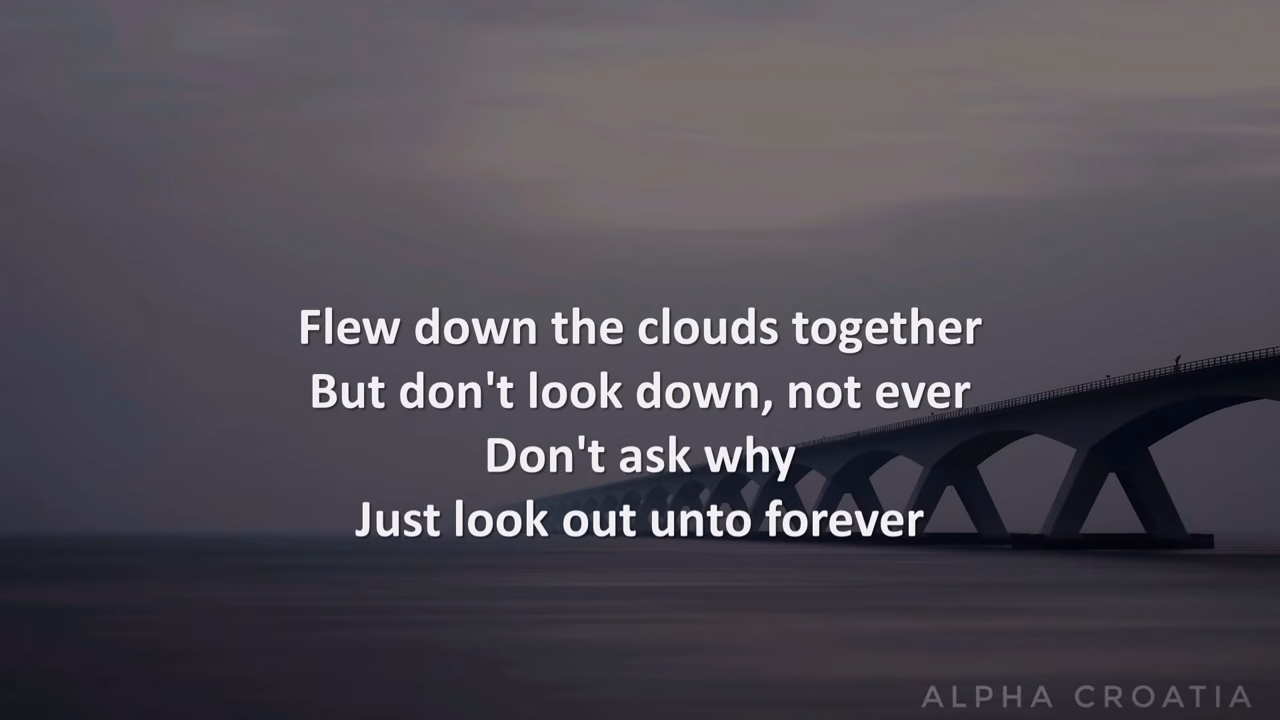 Flew down the clouds together
But don't look down, not ever
Don't ask why
Just look out unto forever
ALPHA CROATIA